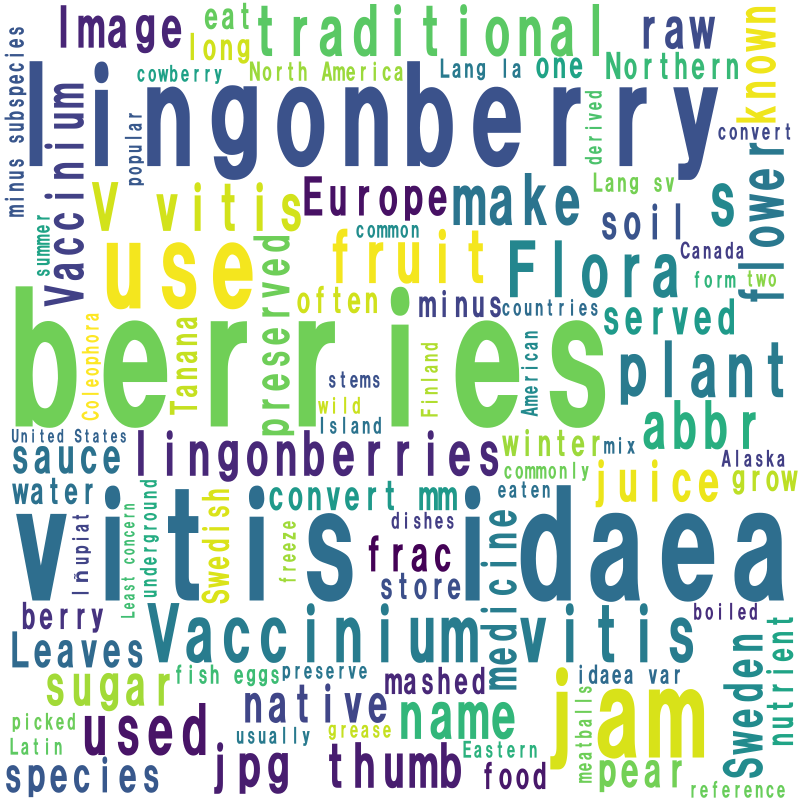 Image
eat
long
traditional
raw
known
minus subspecies
cowberry
North America
Lang la
one
Northern
lingonberry
derived
convert
popular
Vaccinium
V vitis
Europe
make
Lang sv
soil
s
flower
summer
use
common
fruit
Flora
Canada
form two
preserved
often
minus
countries
served
berries
Coleophora
Tanana
stems
wild
Island
Finland
American
plant
abbr
United States
sauce
lingonberries
winter
mix
commonly
Alaska
water
convert mm
eaten
juice
grow
vitis idaea
Iñupiat
Least concern
underground
Swedish
freeze
dishes
frac
store
medicine
berry
Leaves
Vaccinium vitis
boiled
Sweden
nutrient
sugar
fish eggs
preserve
mashed
idaea var
picked
Latin
used
native
usually
grease
name
Eastern
jam
meatballs
species
jpg
thumb
food
pear
reference